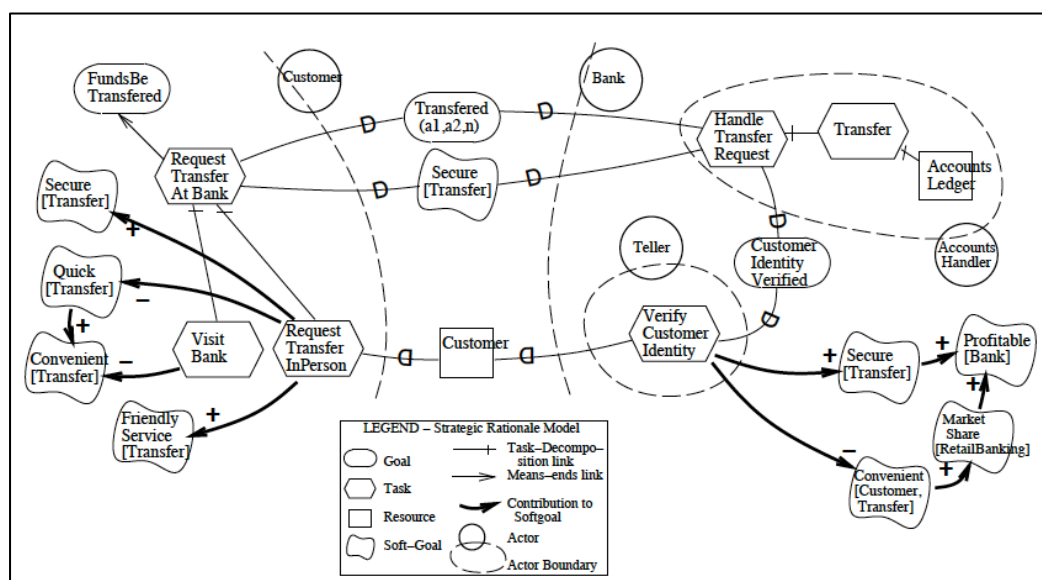 FundsBe
Transfered
Customer
Bank
Transfered
(a1,a2,n)
D
D
Handle
Transfer
Request
Transfer
Request
Transfer
At Bank
Secure
[Transfer]
D
D
Secure
[Transfer]
Accounts
Ledger
+
D
Teller
Customer
Identity
Verified
Accounts
Handler
Quick
[Transfer]
−
+
Visit
Bank
Request
Transfer
InPerson
D
Customer
D
Verify
Customer
Identity
D
Convenient
[Transfer]
−
+
Secure
[Transfer]
+
Profitable
[Bank]
+
Friendly
Service
[Transfer]
+
Market
Share
[RetailBanking]
−
Convenient
[Customer,
Transfer]
+
LEGEND – Strategic Rationale Model
Goal
Task
Resource
Soft–Goal
Task–Decompo–
sition link
Means–ends link
Contribution to
Softgoal
Actor
Actor Boundary